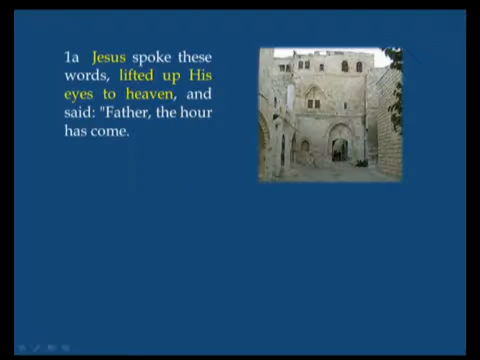 1a Jesus spoke these
words, lifted up His
eyes to heaven, and
said: "Father, the hour
has come.